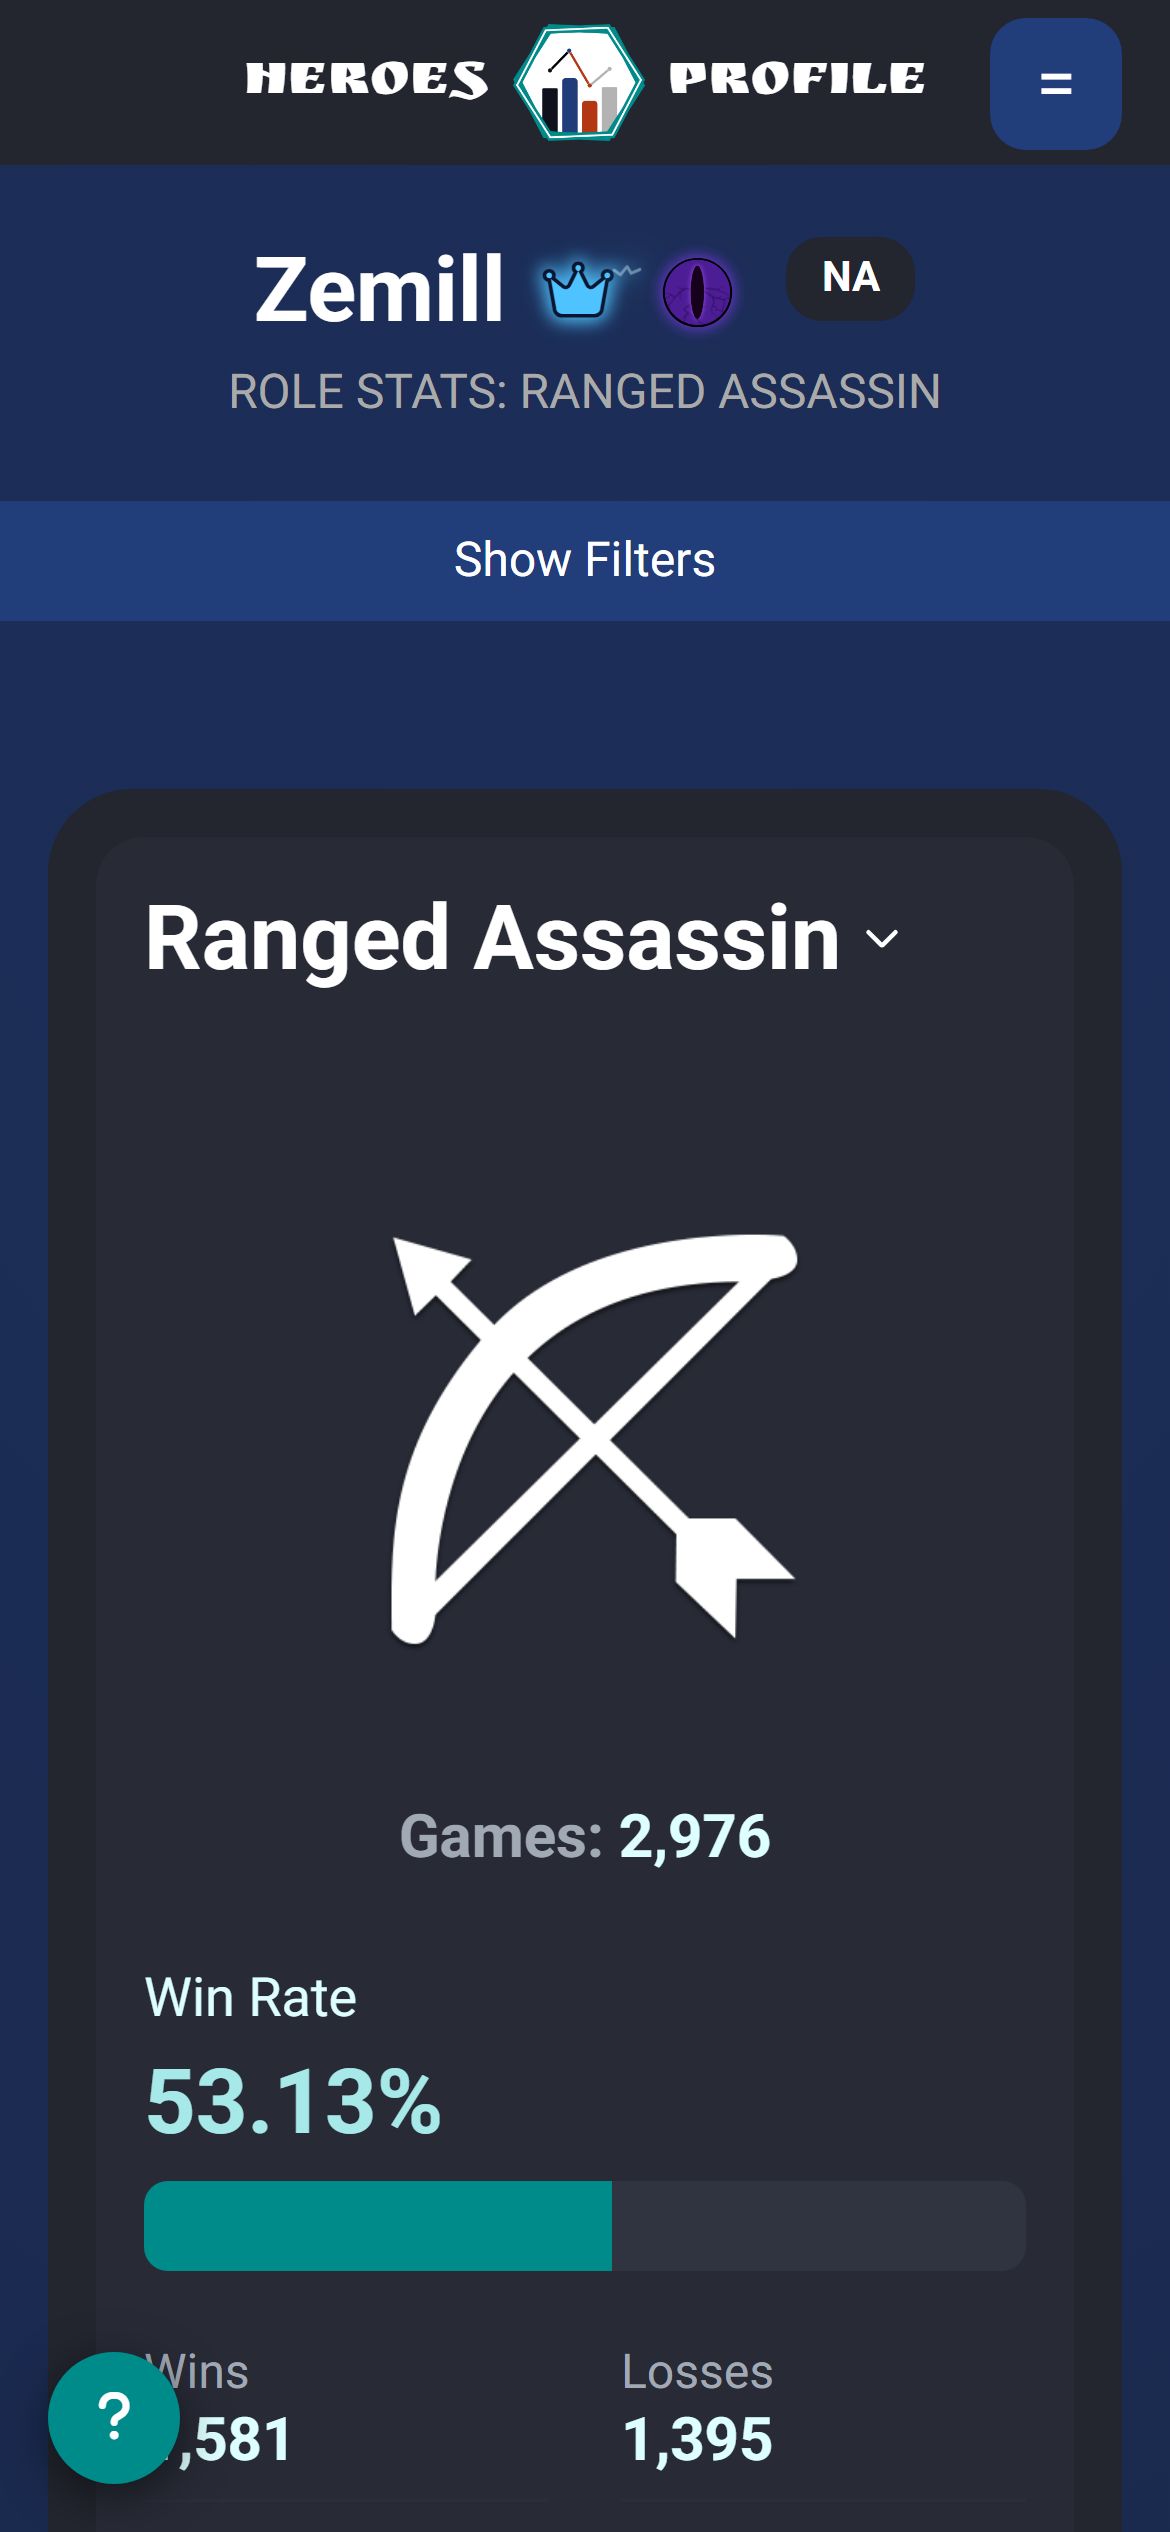 HEROES PROFILE
Zemill NA
ROLE STATS: RANGED ASSASSIN
Show Filters
Ranged Assassin
Games: 2,976
Win Rate
53.13%
Wins Losses
,581 1,395
?